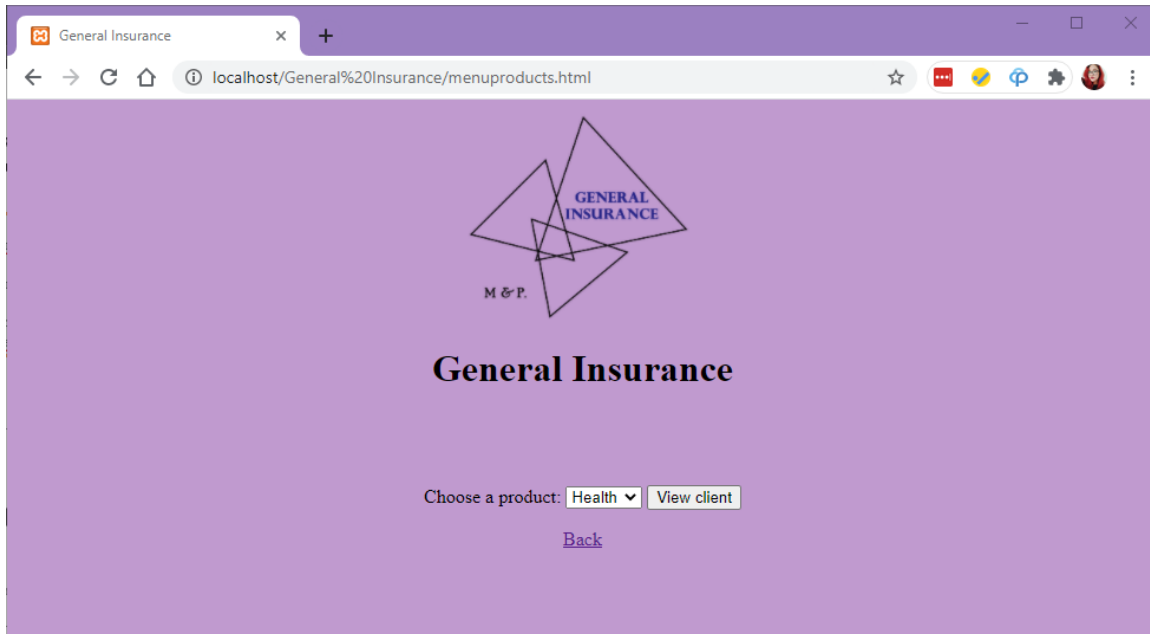 General Insurance
localhost/General%20Insurance/menuproducts.html
GENERAL
INSURANCE
M & P.
General Insurance
Choose a product: Health View client
Back